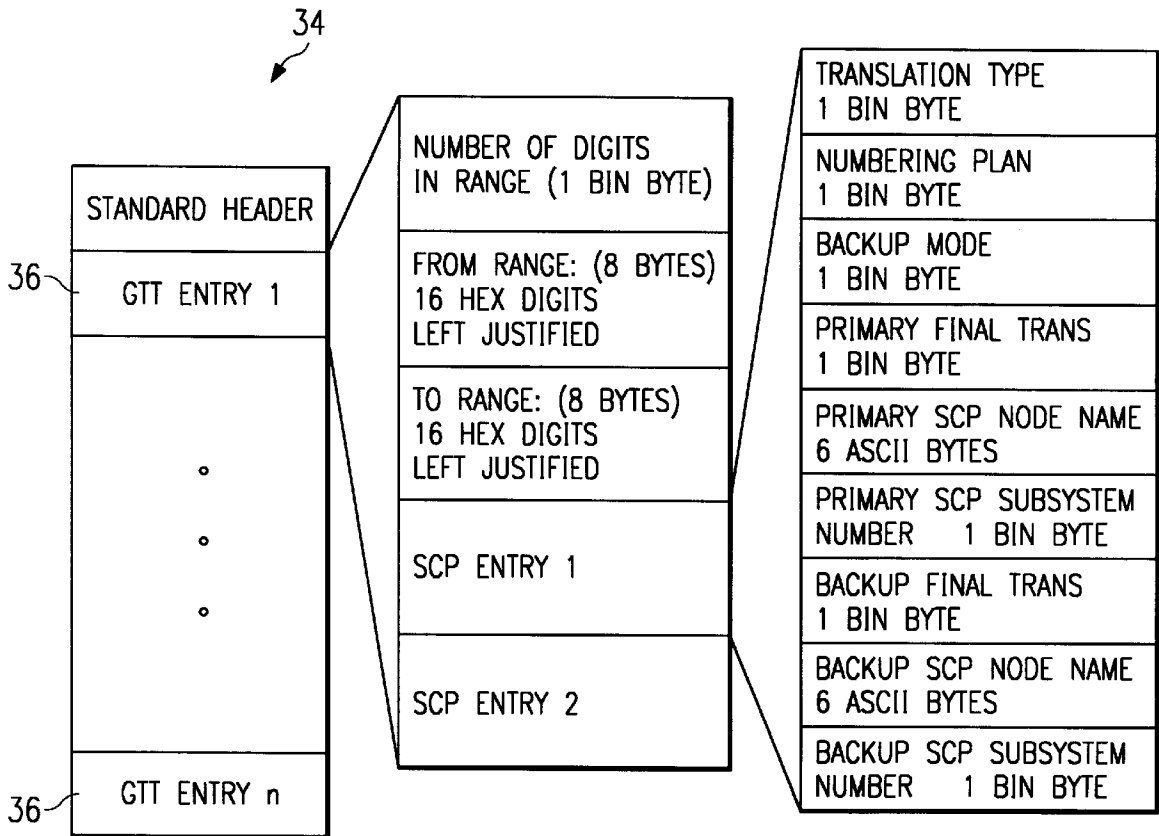 34
STANDARD HEADER
36
GTT ENTRY 1
36
GTT ENTRY n
NUMBER OF DIGITS
IN RANGE (1 BIN BYTE)
FROM RANGE: (8 BYTES)
16 HEX DIGITS
LEFT JUSTIFIED
TO RANGE: (8 BYTES)
16 HEX DIGITS
LEFT JUSTIFIED
SCP ENTRY 1
SCP ENTRY 2
TRANSLATION TYPE
1 BIN BYTE
NUMBERING PLAN
1 BIN BYTE
BACKUP MODE
1 BIN BYTE
PRIMARY FINAL TRANS
1 BIN BYTE
PRIMARY SCP NODE NAME
6 ASCII BYTES
PRIMARY SCP SUBSYSTEM
NUMBER 1 BIN BYTE
BACKUP FINAL TRANS
1 BIN BYTE
BACKUP SCP NODE NAME
6 ASCII BYTES
BACKUP SCP SUBSYSTEM
NUMBER 1 BIN BYTE